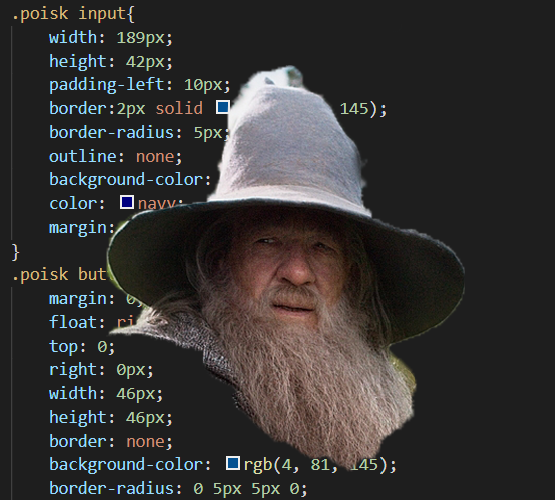 .poisk input{
width: 189px;
height: 42px;
padding-left: 10px;
border:2px solid 145);
border-radius: 5px;
outline: none;
background-color:
color: navy;
margin:
}
.poisk but
margin: 0
float:
top: 0;
right: 0px;
width: 46px;
height: 46px;
border: none;
background-color: rgb(4, 81, 145);
border-radius: 0 5px 5px 0;